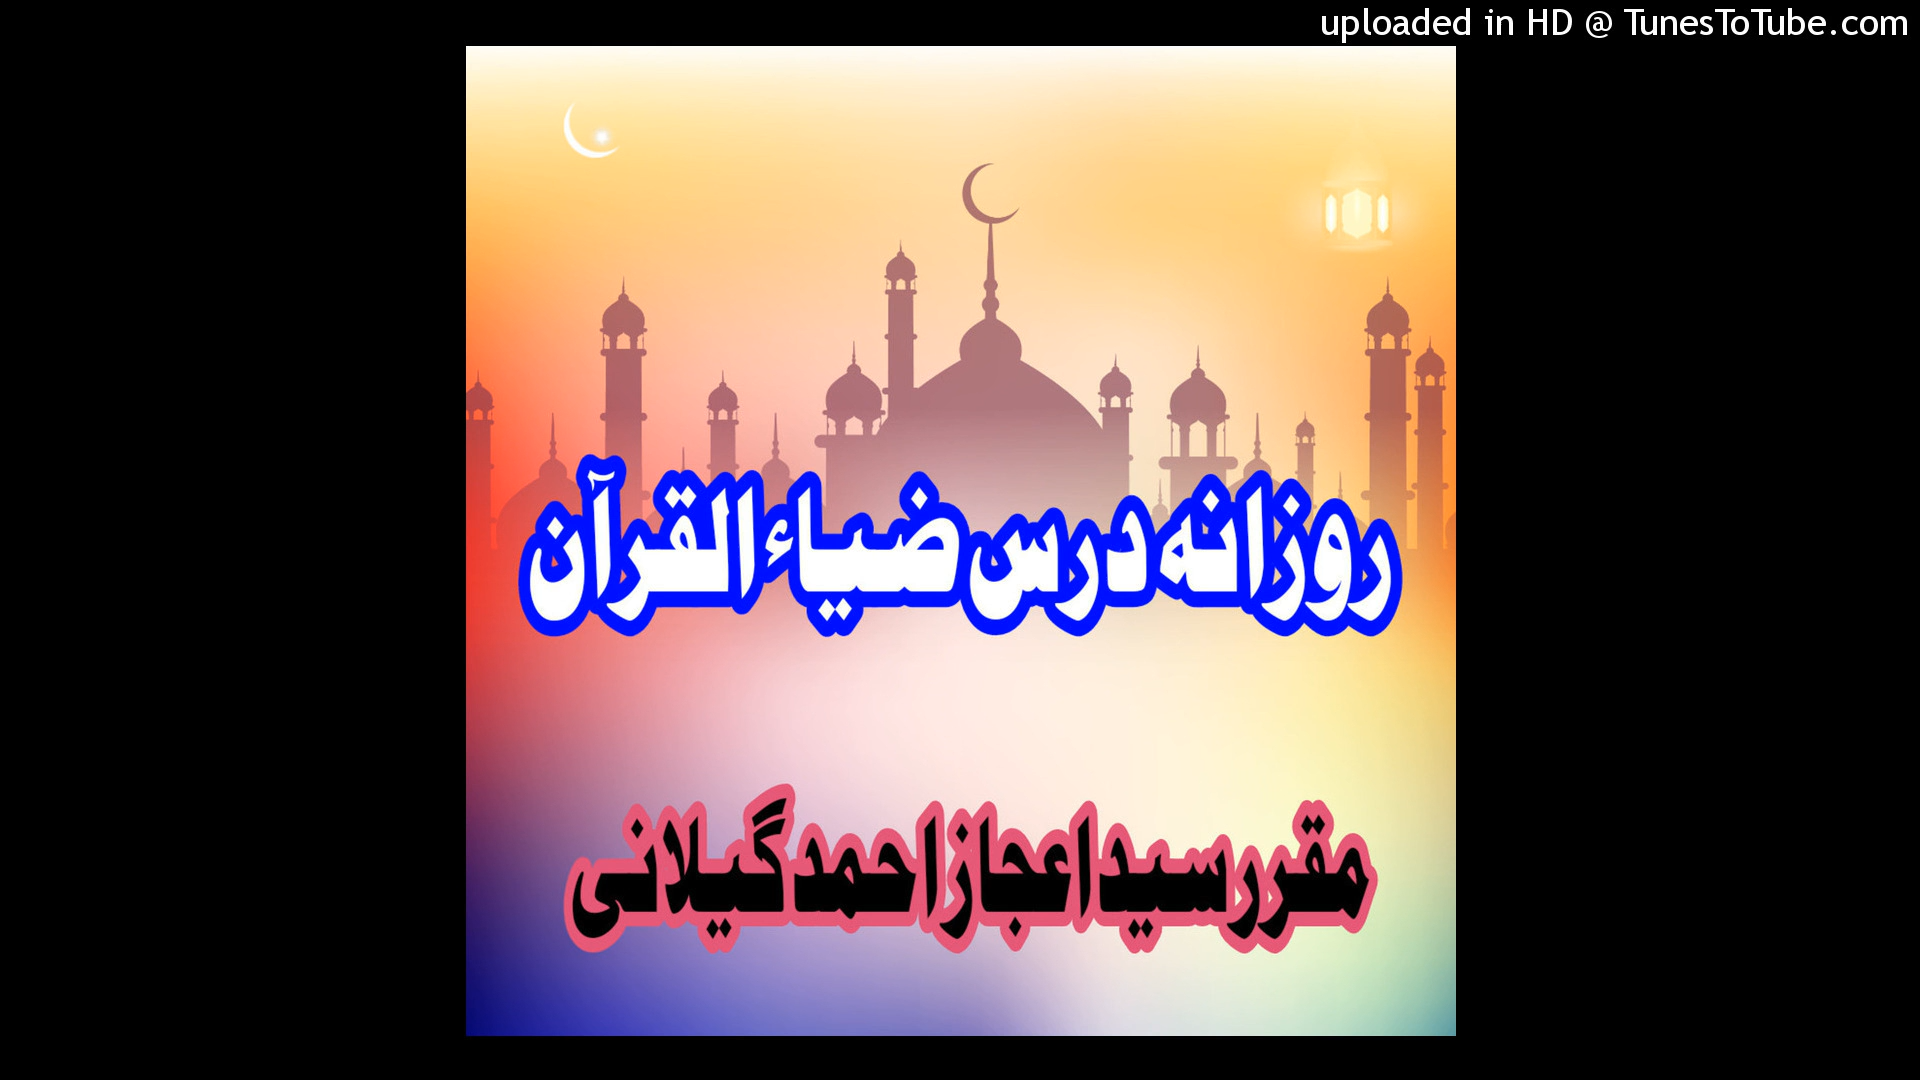 uploaded in HD @ TunesToTube.com
روزانہ درس ضیاء القرآن
مقرر سید اعجاز احمد گیلانی